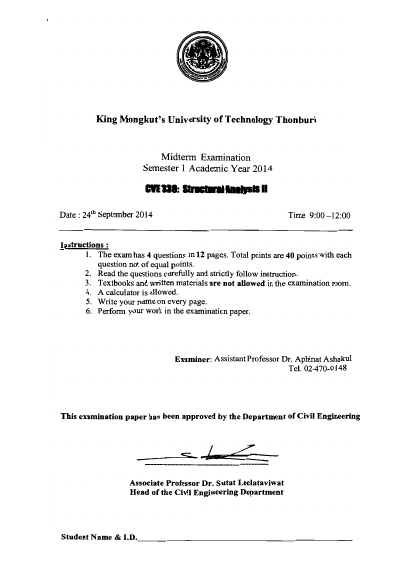 King Mongkut's University of Technology Thonburi
Midterm Examination
Semester 1 Academic Year 2014
CVE 338: Structural Analysis II
Date : 24th September 2014 Time 9:00 –12:00
Instructions :
1. The exam has 4 questions in 12 pages. Total points are 40 points with each
question not of equal points.
2. Read the questions carefully and strictly follow instruction.
3. Textbooks and written materials are not allowed in the examination room.
4. A calculator is allowed.
5. Write your name on every page.
6. Perform your work in the examination paper.
Examiner: Assistant Professor Dr. Aphinat Ashakul
Tel. 02-470-9148
This examination paper has been approved by the Department of Civil Engineering
Associate Professor Dr. Sutat Leelataviwat
Head of the Civil Engineering Department
Student Name & I.D.